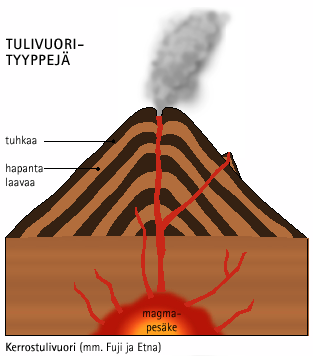 TULIVUORI-
TYYPPEJÄ
tuhkaa
hapanta
laavaa
magma-
pesäke
Kerrostulivuori (mm. Fuji ja Etna)